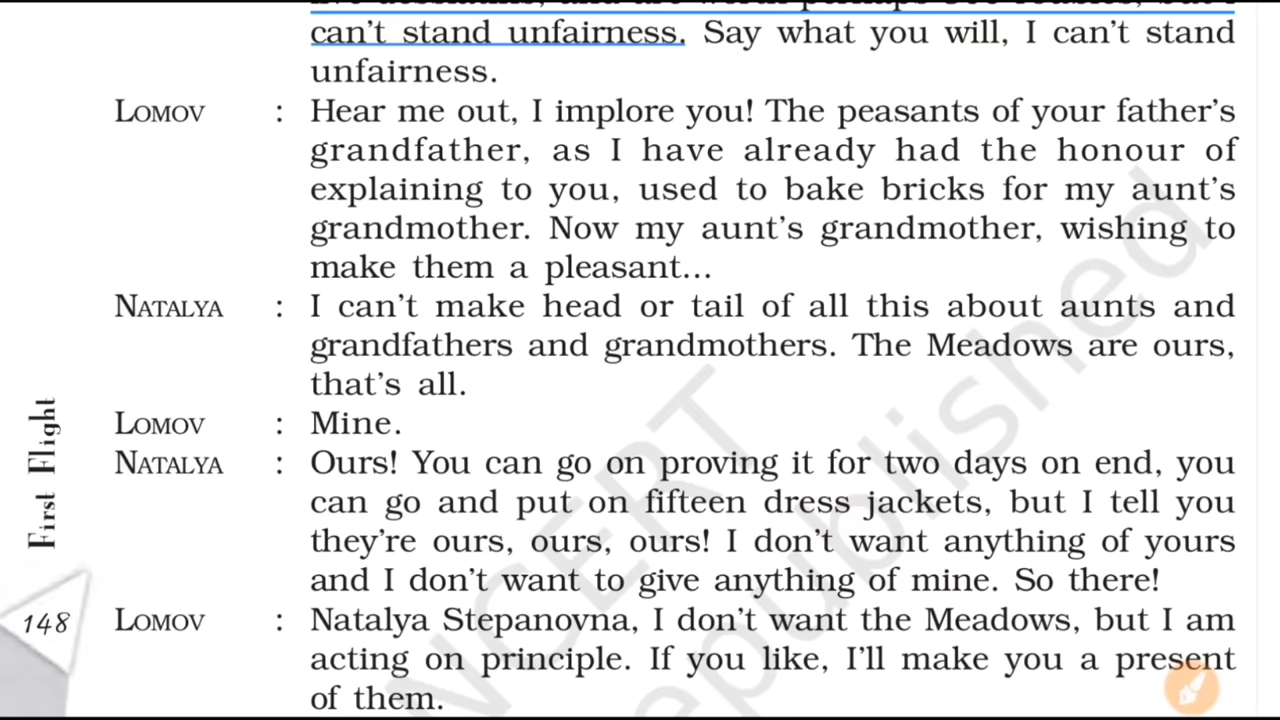 can't stand unfairness. Say what you will, I can't stand
unfairness.
LOMOV : Hear me out, I implore you! The peasants of your father's
grandfather, as I have already had the honour of
explaining to you, used to bake bricks for my aunt's
grandmother. Now my aunt's grandmother, wishing to
make them a pleasant...
NATALYA : I can't make head or tail of all this about aunts and
grandfathers and grandmothers. The Meadows are ours,
that's all.
LOMOV : Mine.
NATALYA : Ours! You can go on proving it for two days on end, you
can go and put on fifteen dress jackets, but I tell you
they're ours, ours, ours! I don't want anything of yours
and I don't want to give anything of mine. So there!
LOMOV : Natalya Stepanovna, I don't want the Meadows, but I am
acting on principle. If you like, I'll make you a present
of them.
First Flight
148
NCERT
republished